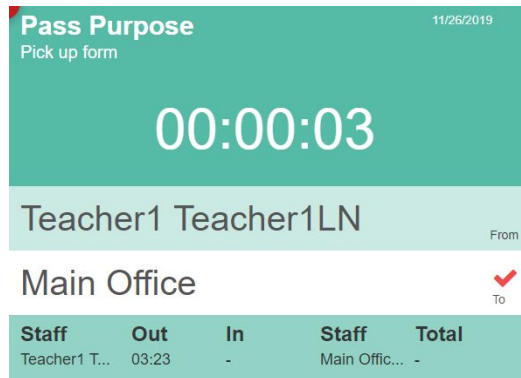 Pass Purpose 11/26/2019
Pick up form
00:00:03
Teacher1 Teacher1LN From
Main Office To
Staff Out In Staff Total
Teacher1 T... 03:23 - Main Offic... -